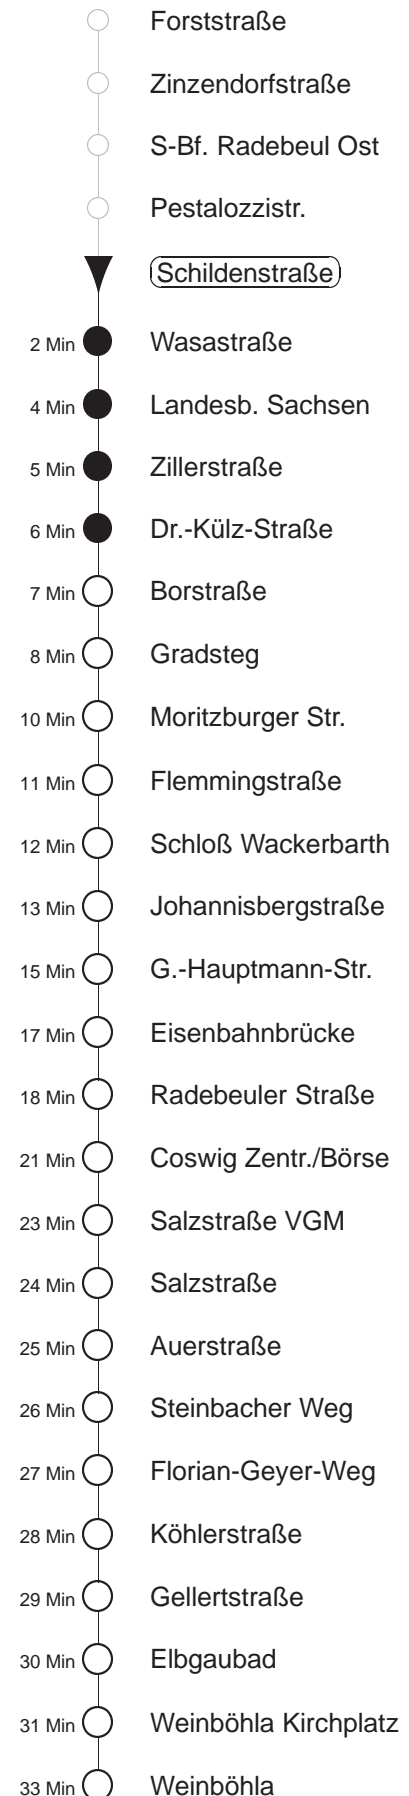 Forststraße
Zinzendorfstraße
S-Bf. Radebeul Ost
Pestalozzistr.
Schildenstraße
2 Min Wasastraße
4 Min Landesb. Sachsen
5 Min Zillerstraße
6 Min Dr.-Külz-Straße
7 Min Borstraße
8 Min Gradsteg
10 Min Moritzburger Str.
11 Min Flemmingstraße
12 Min Schloß Wackerbarth
13 Min Johannisbergstraße
15 Min G.-Hauptmann-Str.
17 Min Eisenbahnbrücke
18 Min Radebeuler Straße
21 Min Coswig Zentr./Börse
23 Min Salzstraße VGM
24 Min Salzstraße
25 Min Auerstraße
26 Min Steinbacher Weg
27 Min Florian-Geyer-Weg
28 Min Köhlerstraße
29 Min Gellertstraße
30 Min Elbgaubad
31 Min Weinböhla Kirchplatz
33 Min Weinböhla